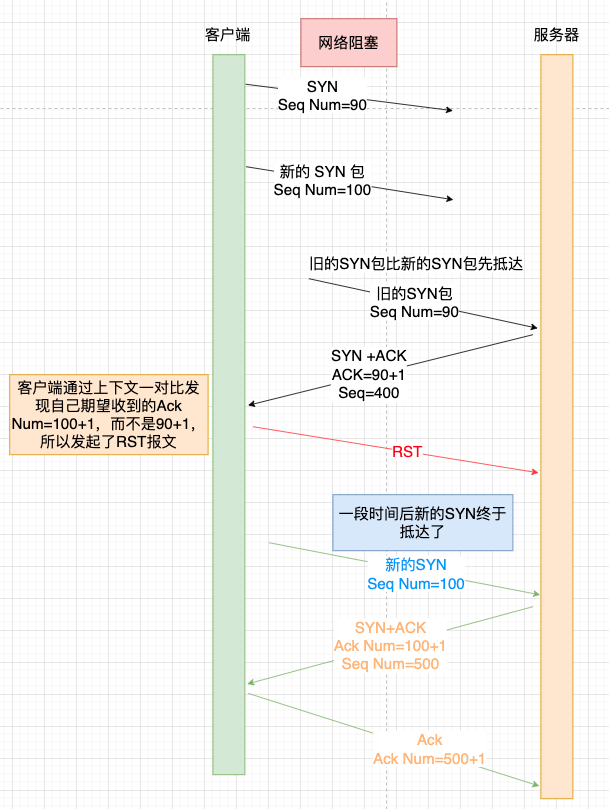 客户端
网络阻塞
服务器
SYN
Seq Num=90
新的 SYN 包
Seq Num=100
旧的SYN包比新的SYN包先抵达
旧的SYN包
Seq Num=90
SYN +ACK
ACK=90+1
Seq=400
客户端通过上下文一对比发
现自己期望收到的Ack
Num=100+1，而不是90+1，
所以发起了RST报文
RST
一段时间后新的SYN终于
抵达了
新的SYN
Seq Num=100
SYN+ACK
Ack Num=100+1
Seq Num=500
Ack
Ack Num=500+1